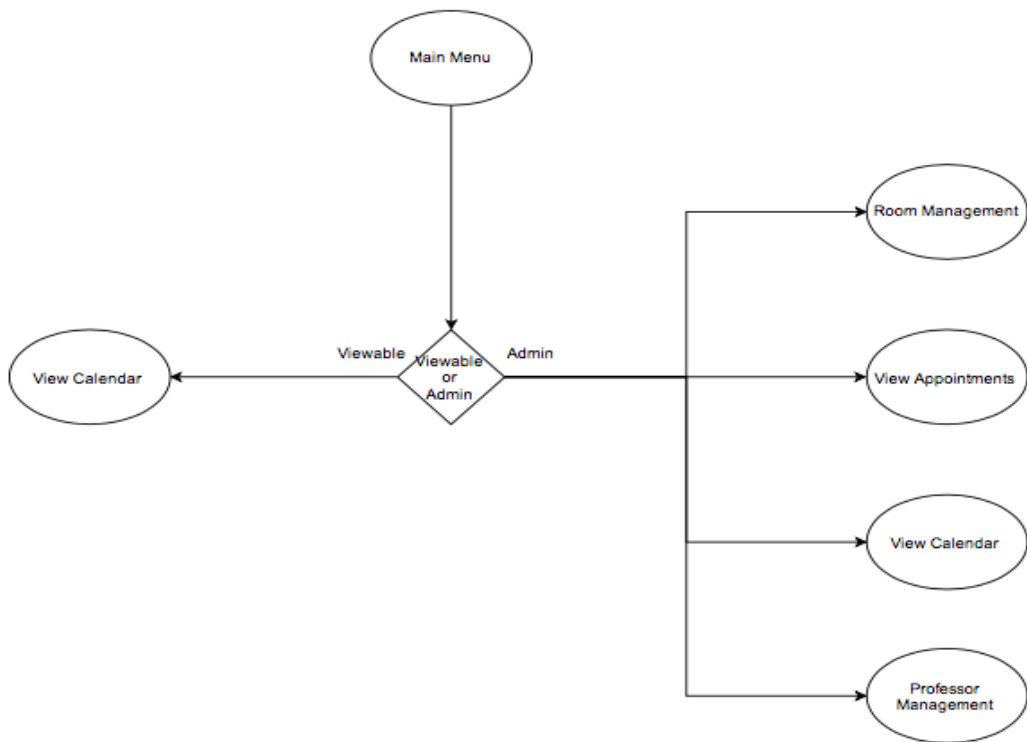 Main Menu
Room Management
Viewable
Viewable
or
Admin
Admin
View Calendar
View Appointments
View Calendar
Professor
Management